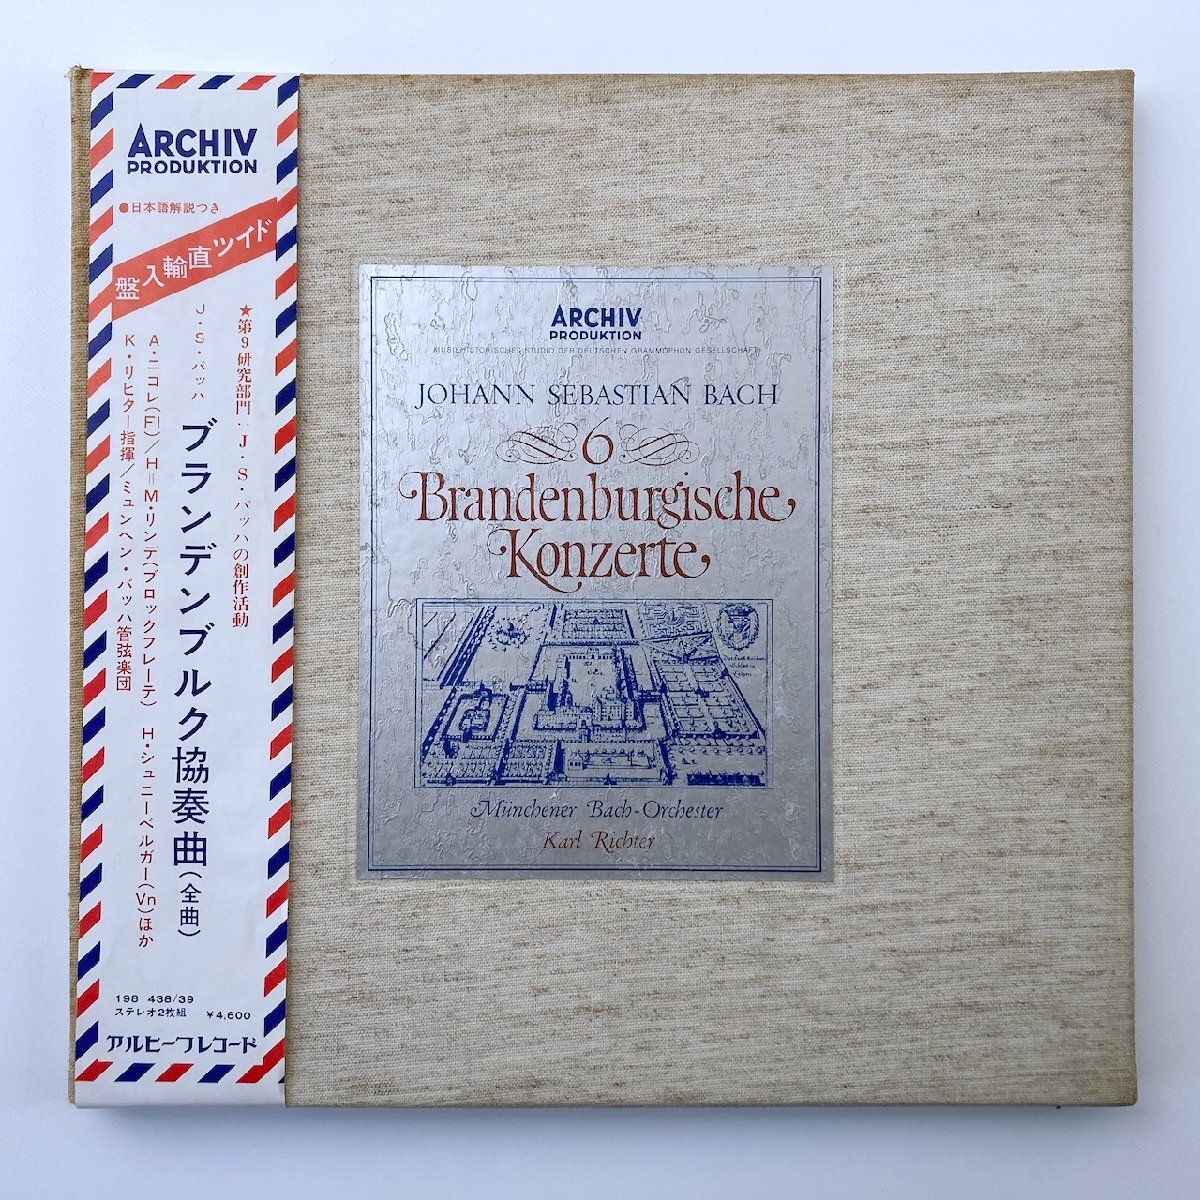 ARCHIV
PRODUKTION
●日本語解説つき
ドイツ直輸入盤
★第9研究部門:J・S・バッハの創作活動
J・S・バッハ
ブランデンブルク協奏曲(全曲)
A・ニコレ(Fl)/H=M・リンデ(ブロックフレーテ) H・シュニーベルガー(Vn)ほか
K・リヒター指揮/ミュンヘン・バッハ管弦楽団
198 438/39
ステレオ2枚組 ¥4,600
アルヒーフレコード
ARCHIV
PRODUKTION
MUSIKHISTORISCHES STUDIO DER DEUTSCHEN GRAMMOPHON GESELLSCHAFT
JOHANN SEBASTIAN BACH
6
Brandenburgische
Konzerte
Münchener Bach-Orchester
Karl Richter